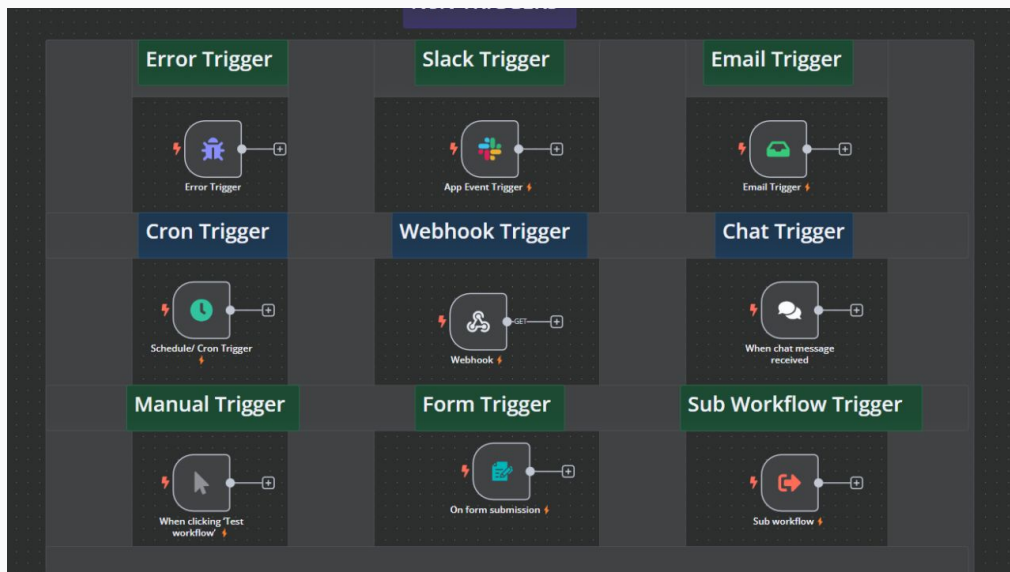 Error Trigger
Slack Trigger
Email Trigger
Error Trigger
App Event Trigger
Email Trigger
Cron Trigger
Webhook Trigger
Chat Trigger
GET
Schedule/ Cron Trigger
Webhook
When chat message
received
Manual Trigger
Form Trigger
Sub Workflow Trigger
When clicking 'Test
workflow'
On form submission
Sub workflow